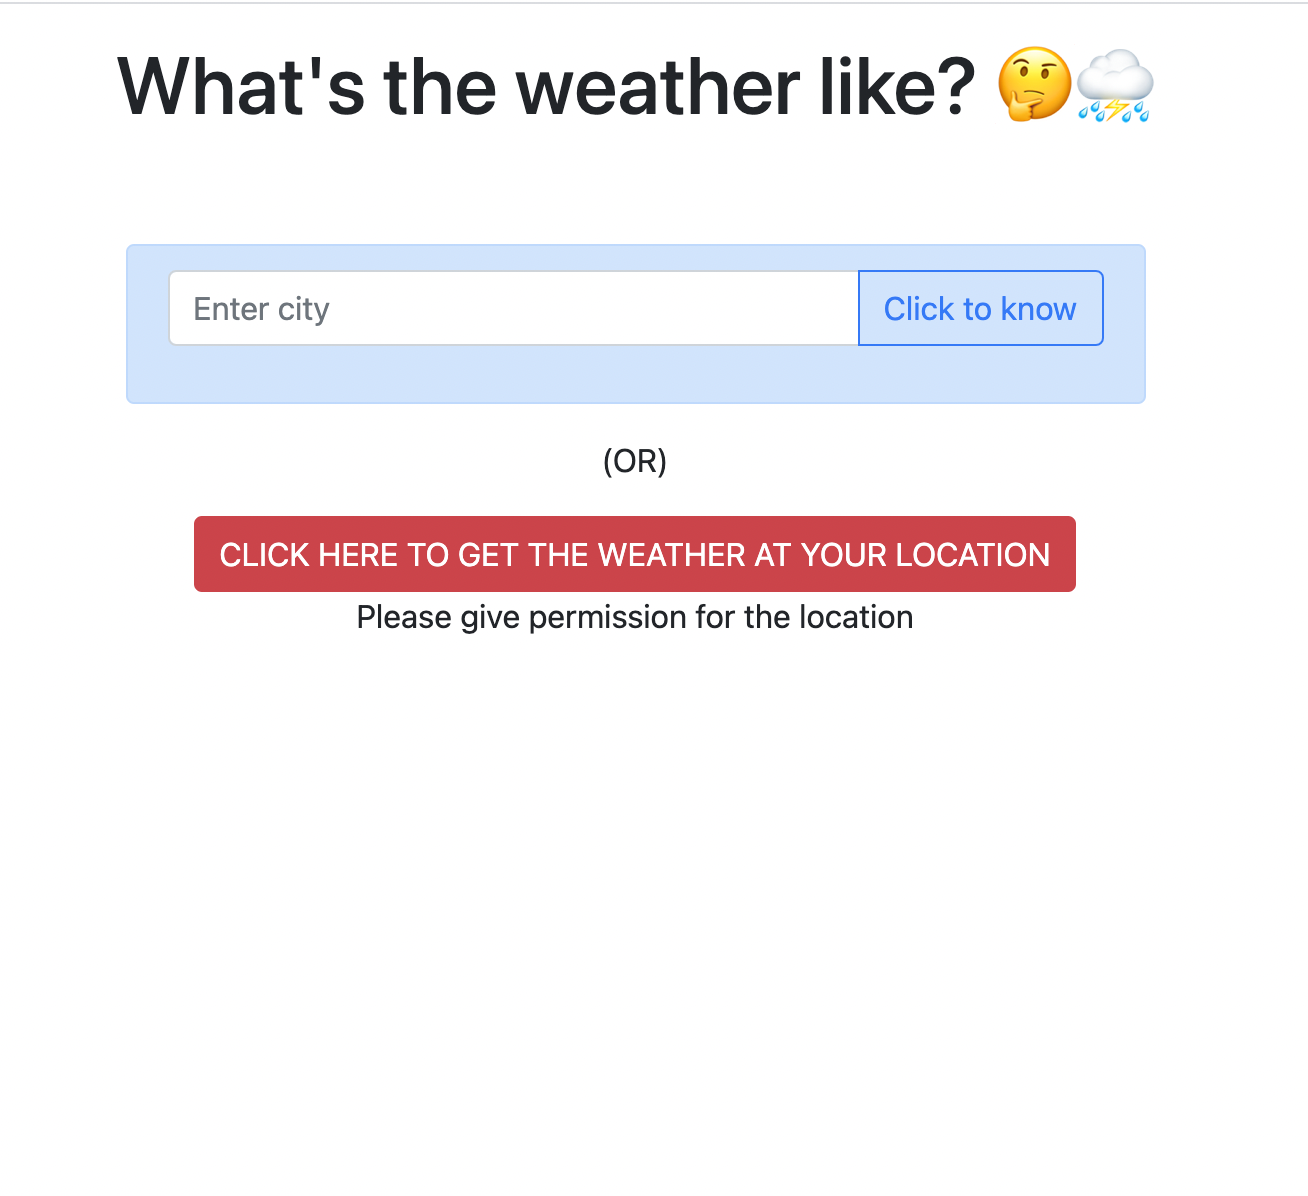 What's the weather like? 🤔⛈️
Enter city
Click to know
(OR)
CLICK HERE TO GET THE WEATHER AT YOUR LOCATION
Please give permission for the location